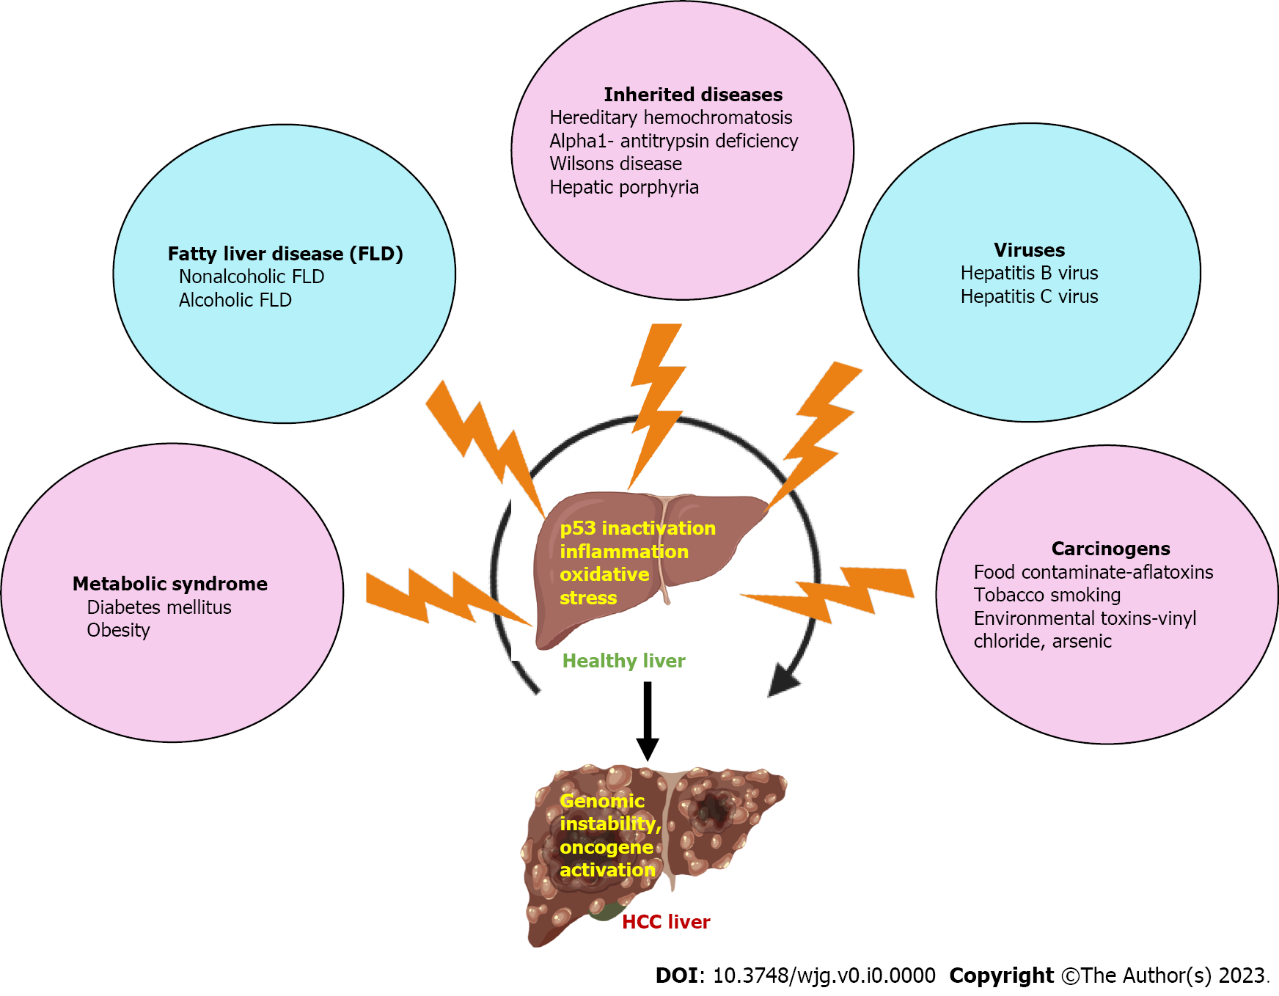 Inherited diseases
Hereditary hemochromatosis
Alpha1- antitrypsin deficiency
Wilsons disease
Hepatic porphyria
Fatty liver disease (FLD)
Nonalcoholic FLD
Alcoholic FLD
Viruses
Hepatitis B virus
Hepatitis C virus
Metabolic syndrome
Diabetes mellitus
Obesity
Carcinogens
Food contaminate-aflatoxins
Tobacco smoking
Environmental toxins-vinyl
chloride, arsenic
p53 inactivation
inflammation
oxidative
stress
Healthy liver
Genomic
instability,
oncogene
activation
HCC liver
DOI: 10.3748/wjg.v0.i0.0000 Copyright ©The Author(s) 2023.